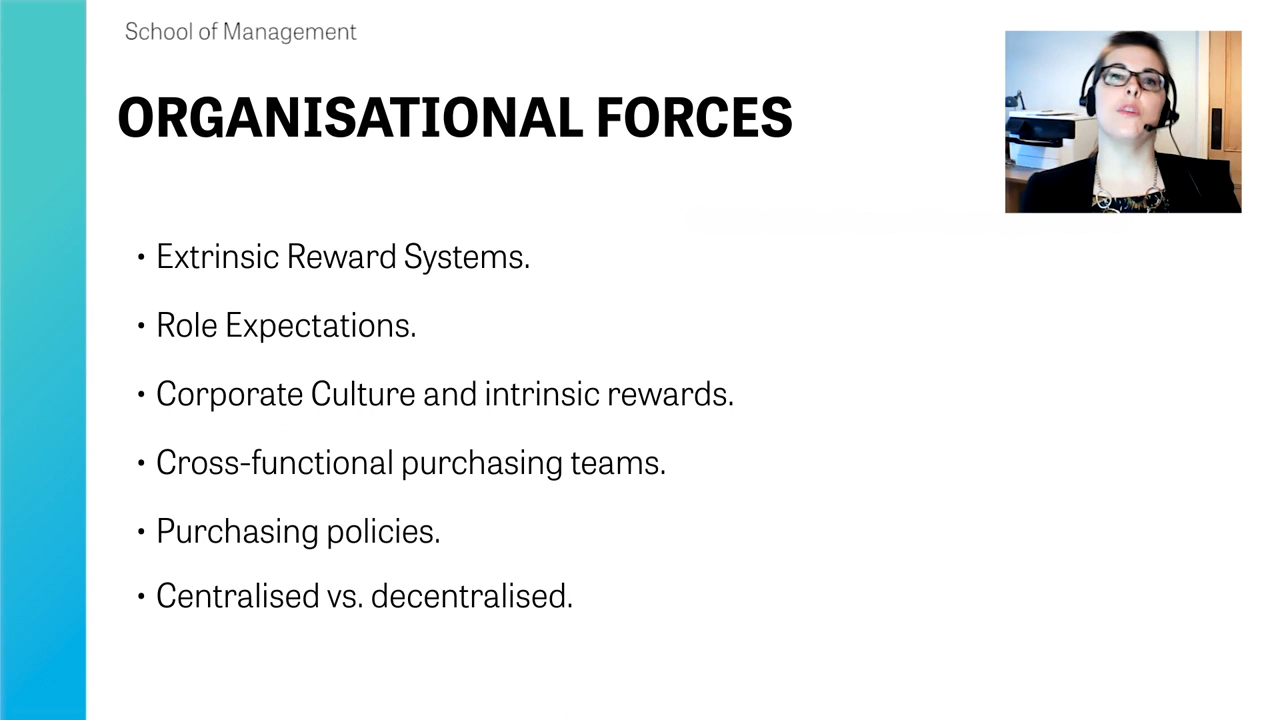 School of Management
ORGANISATIONAL FORCES
• Extrinsic Reward Systems.
• Role Expectations.
• Corporate Culture and intrinsic rewards.
• Cross-functional purchasing teams.
• Purchasing policies.
• Centralised vs. decentralised.